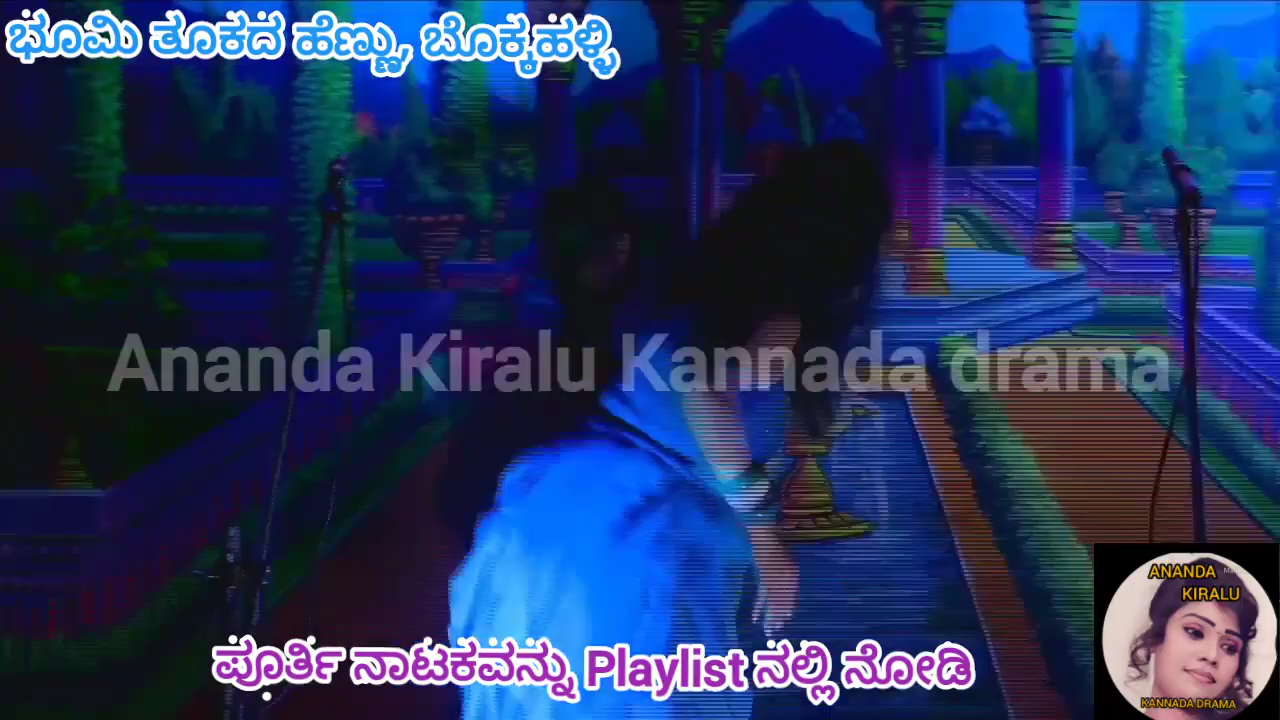 ಭೂಮಿ ತೂಕದ ಹೆಣ್ಣು, ಬೊಕ್ಕಹಳ್ಳಿ
Ananda Kiralu Kannada drama
ANANDA
KIRALU
KANNADA DRAMA
ಪೂರ್ತಿ ನಾಟಕವನ್ನು Playlist ನಲ್ಲಿ ನೋಡಿ